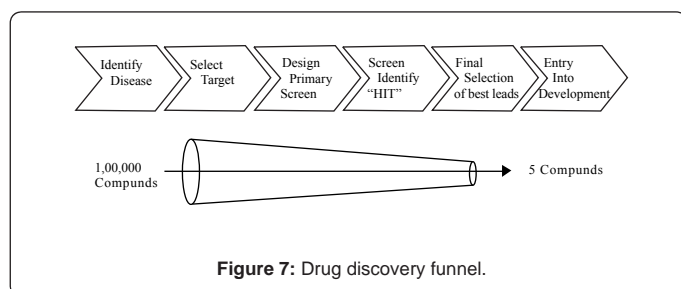 Identify
Disease
Select
Target
Design
Primary
Screen
Screen
Identify
“HIT”
Final
Selection
of best leads
Entry
Into
Development
1,00,000
Compunds
5 Compunds
Figure 7: Drug discovery funnel.